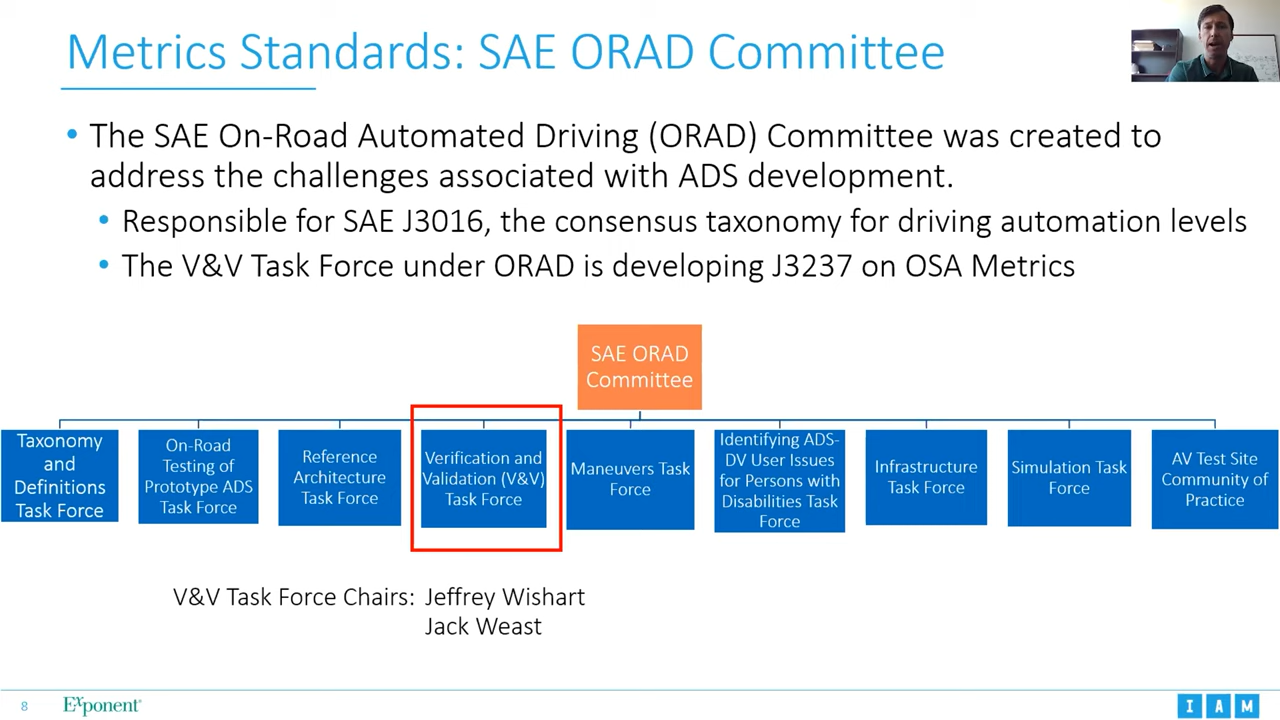 Metrics Standards: SAE ORAD Committee
• The SAE On-Road Automated Driving (ORAD) Committee was created to
address the challenges associated with ADS development.
• Responsible for SAE J3016, the consensus taxonomy for driving automation levels
• The V&V Task Force under ORAD is developing J3237 on OSA Metrics
SAE ORAD
Committee
Taxonomy
and
Definitions
Task Force
On-Road
Testing of
Prototype ADS
Task Force
Reference
Architecture
Task Force
Verification and
Validation (V&V)
Task Force
Maneuvers Task
Force
Identifying ADS-
DV User Issues
for Persons with
Disabilities Task
Force
Infrastructure
Task Force
Simulation Task
Force
AV Test Site
Community of
Practice
V&V Task Force Chairs: Jeffrey Wishart
Jack Weast
8
Exponent
I A M